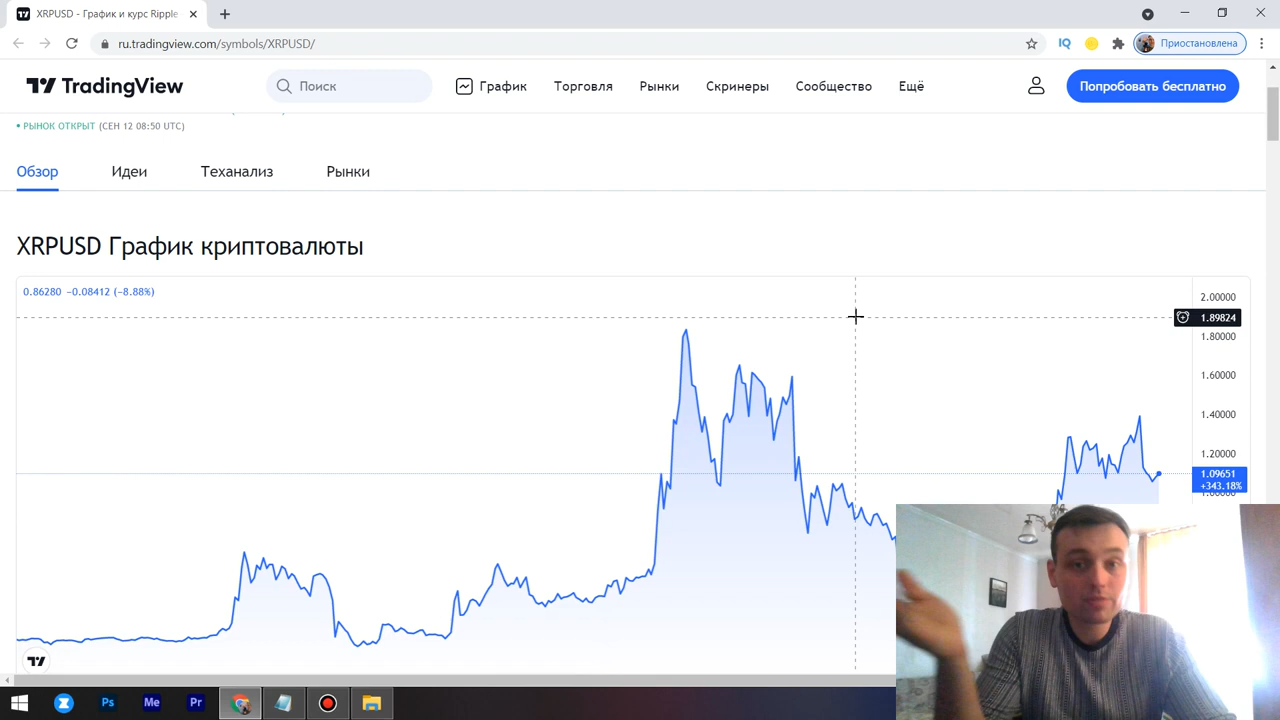 XRPUSD - График и курс Ripple
ru.tradingview.com/symbols/XRPUSD/
IQ
Приостановлена
TradingView
Поиск
График
Торговля
Рынки
Скринеры
Сообщество
Ещё
Попробовать бесплатно
• РЫНОК ОТКРЫТ (СЕН 12 08:50 UTC)
Обзор
Идеи
Теханализ
Рынки
XRPUSD График криптовалюты
0.86280 −0.08412 (−8.88%)
2.00000
1.89824
1.80000
1.60000
1.40000
1.20000
1.09651
+343.18%
Ps
Me
Pr